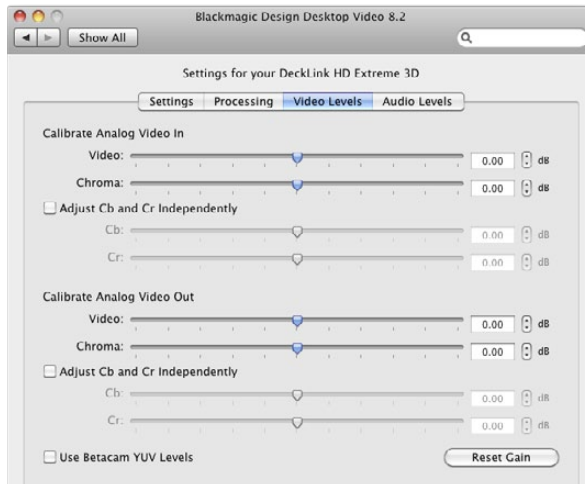 Blackmagic Design Desktop Video 8.2
Show All
Settings for your DeckLink HD Extreme 3D
Settings Processing Video Levels Audio Levels
Calibrate Analog Video In
Video: 0.00 dB
Chroma: 0.00 dB
Adjust Cb and Cr Independently
Cb: 0.00 dB
Cr: 0.00 dB
Calibrate Analog Video Out
Video: 0.00 dB
Chroma: 0.00 dB
Adjust Cb and Cr Independently
Cb: 0.00 dB
Cr: 0.00 dB
Use Betacam YUV Levels Reset Gain